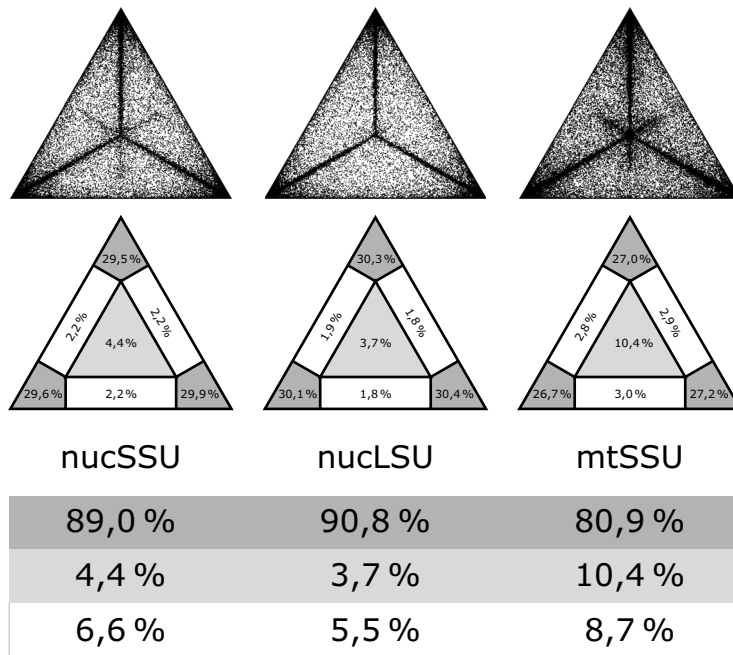 29,5 % 30,3 % 27,0 %
2,2 % 2,2 % 1,9 % 1,8 % 2,8 % 2,9 %
4,4 % 3,7 % 10,4 %
29,6 % 2,2 % 29,9 % 30,1 % 1,8 % 30,4 % 26,7 % 3,0 % 27,2 %
nucSSU nucLSU mtSSU
89,0 % 90,8 % 80,9 %
4,4 % 3,7 % 10,4 %
6,6 % 5,5 % 8,7 %